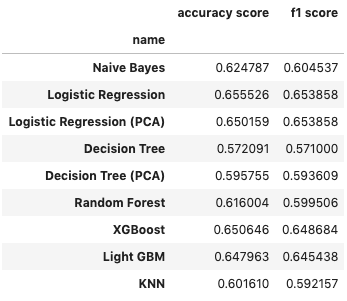 accuracy score f1 score
name
Naive Bayes 0.624787 0.604537
Logistic Regression 0.655526 0.653858
Logistic Regression (PCA) 0.650159 0.653858
Decision Tree 0.572091 0.571000
Decision Tree (PCA) 0.595755 0.593609
Random Forest 0.616004 0.599506
XGBoost 0.650646 0.648684
Light GBM 0.647963 0.645438
KNN 0.601610 0.592157